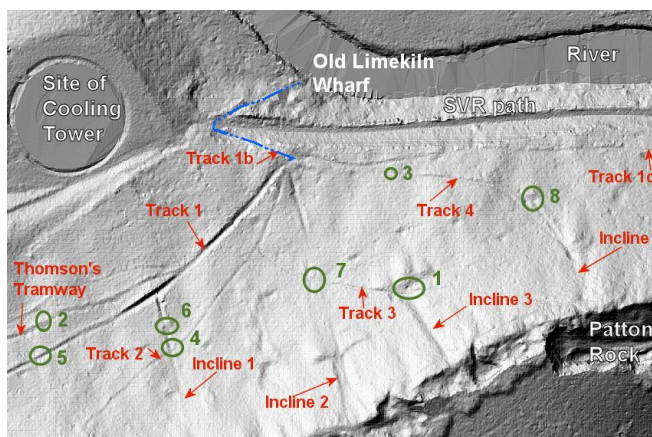 Old Limekiln
Wharf
River
Site of
Cooling
Tower
SVR path
Track 1b
3
Track 1c
Track 4
8
Track 1
Incline
Thomson's
Tramway
7
1
Track 3
2
6
Incline 3
5
4
Track 2
Patton
Rock
Incline 1
Incline 2